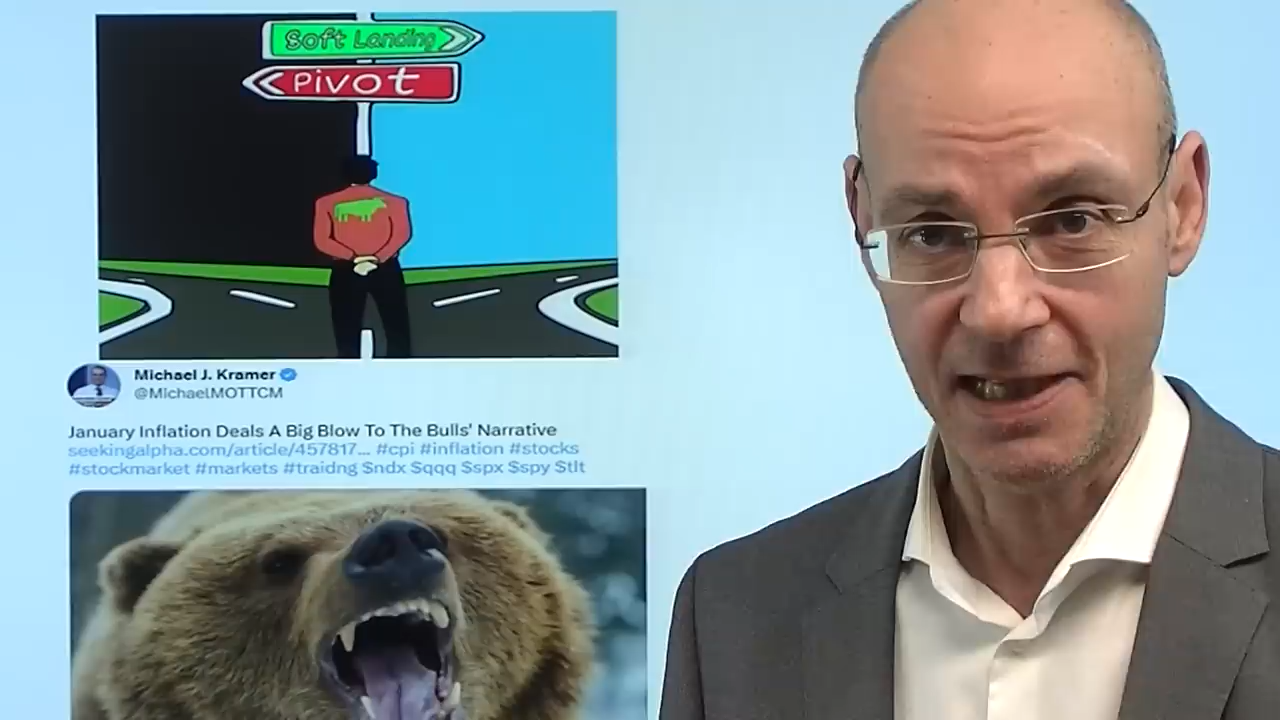 Soft Landing
Pivot
Michael J. Kramer
@MichaelMOTTCM
January Inflation Deals A Big Blow To The Bulls' Narrative
seekingalpha.com/article/457817... #cpi #inflation #stocks
#stockmarket #markets #traidng $ndx $qqq $spx $spy $tlt